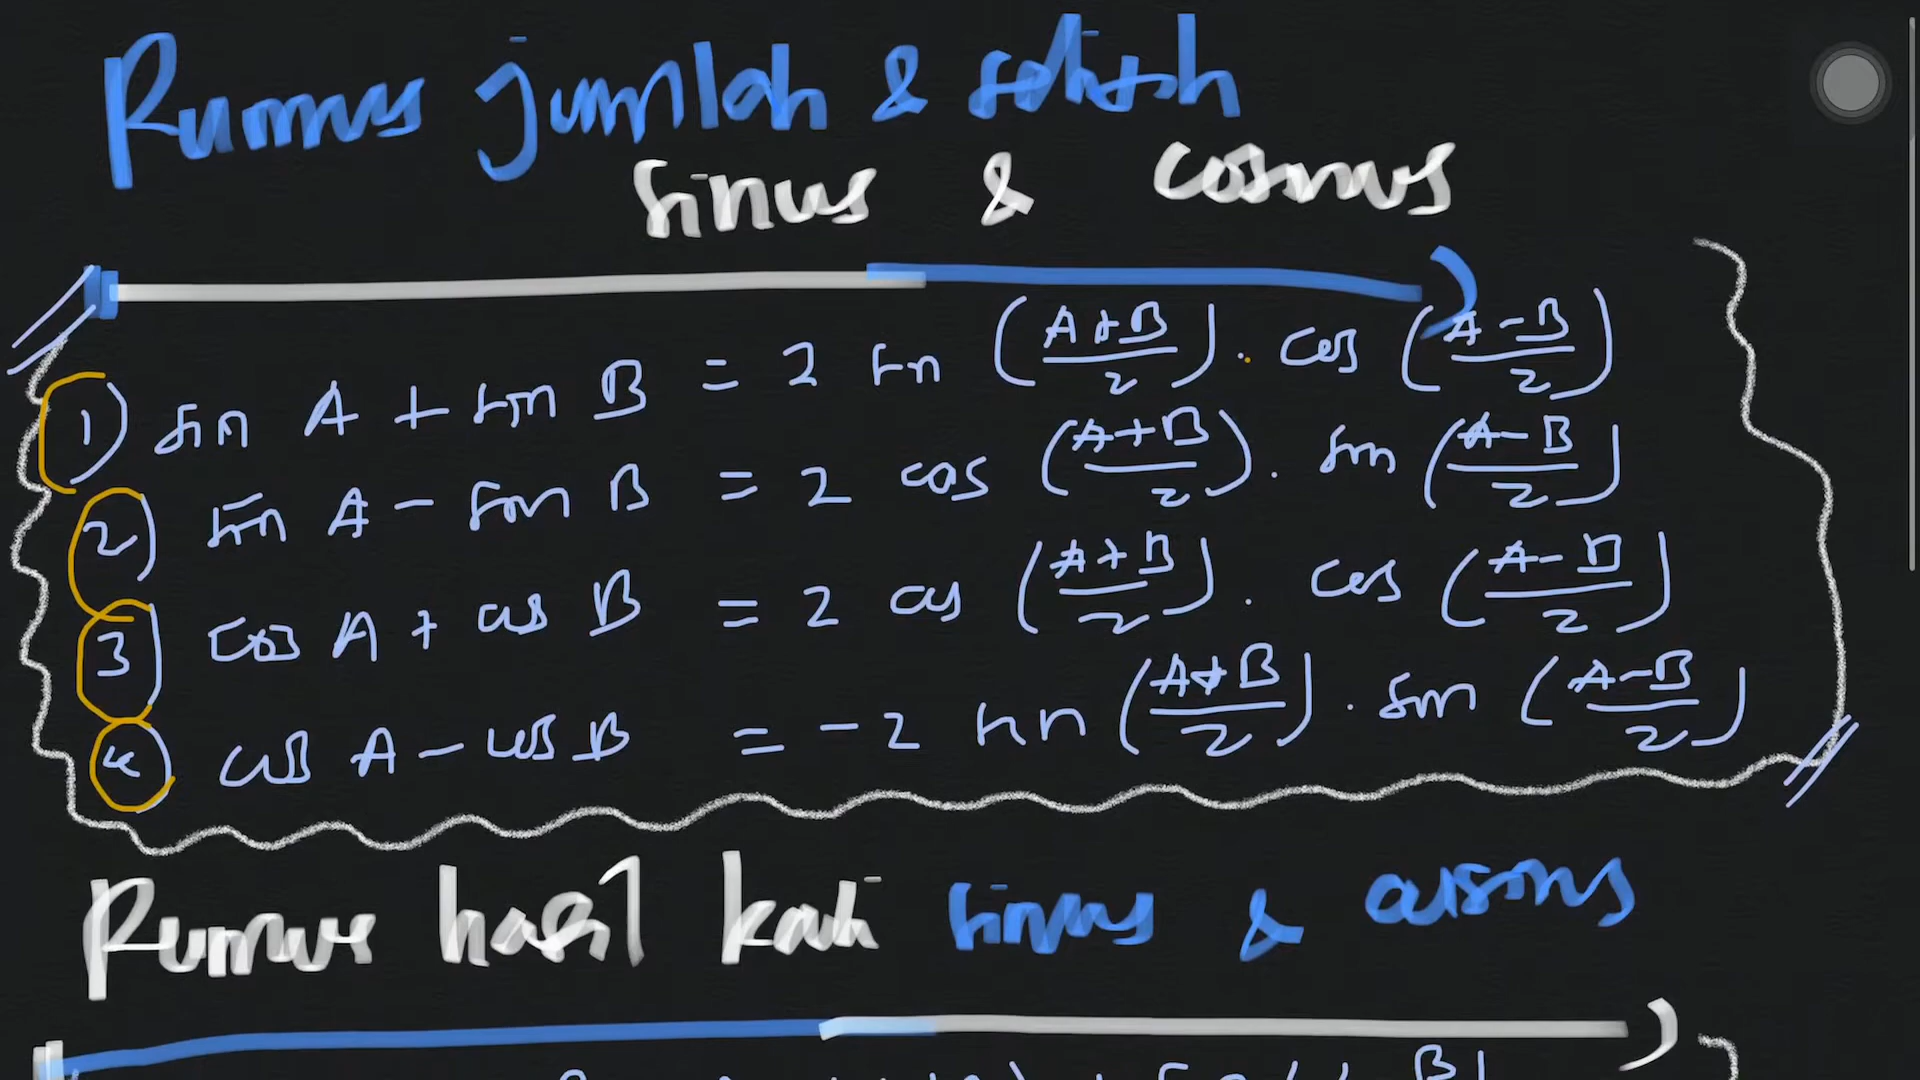 Rumus jumlah & selisih
sinus & cosinus
1) sin A + sin B = 2 sin (A+B/2) . cos (A-B/2)
2) sin A - sin B = 2 cos (A+B/2) . sin (A-B/2)
3) cos A + cos B = 2 cos (A+B/2) . cos (A-B/2)
4) cos A - cos B = -2 sin (A+B/2) . sin (A-B/2)
Rumus hasil kali sinus & cosinus